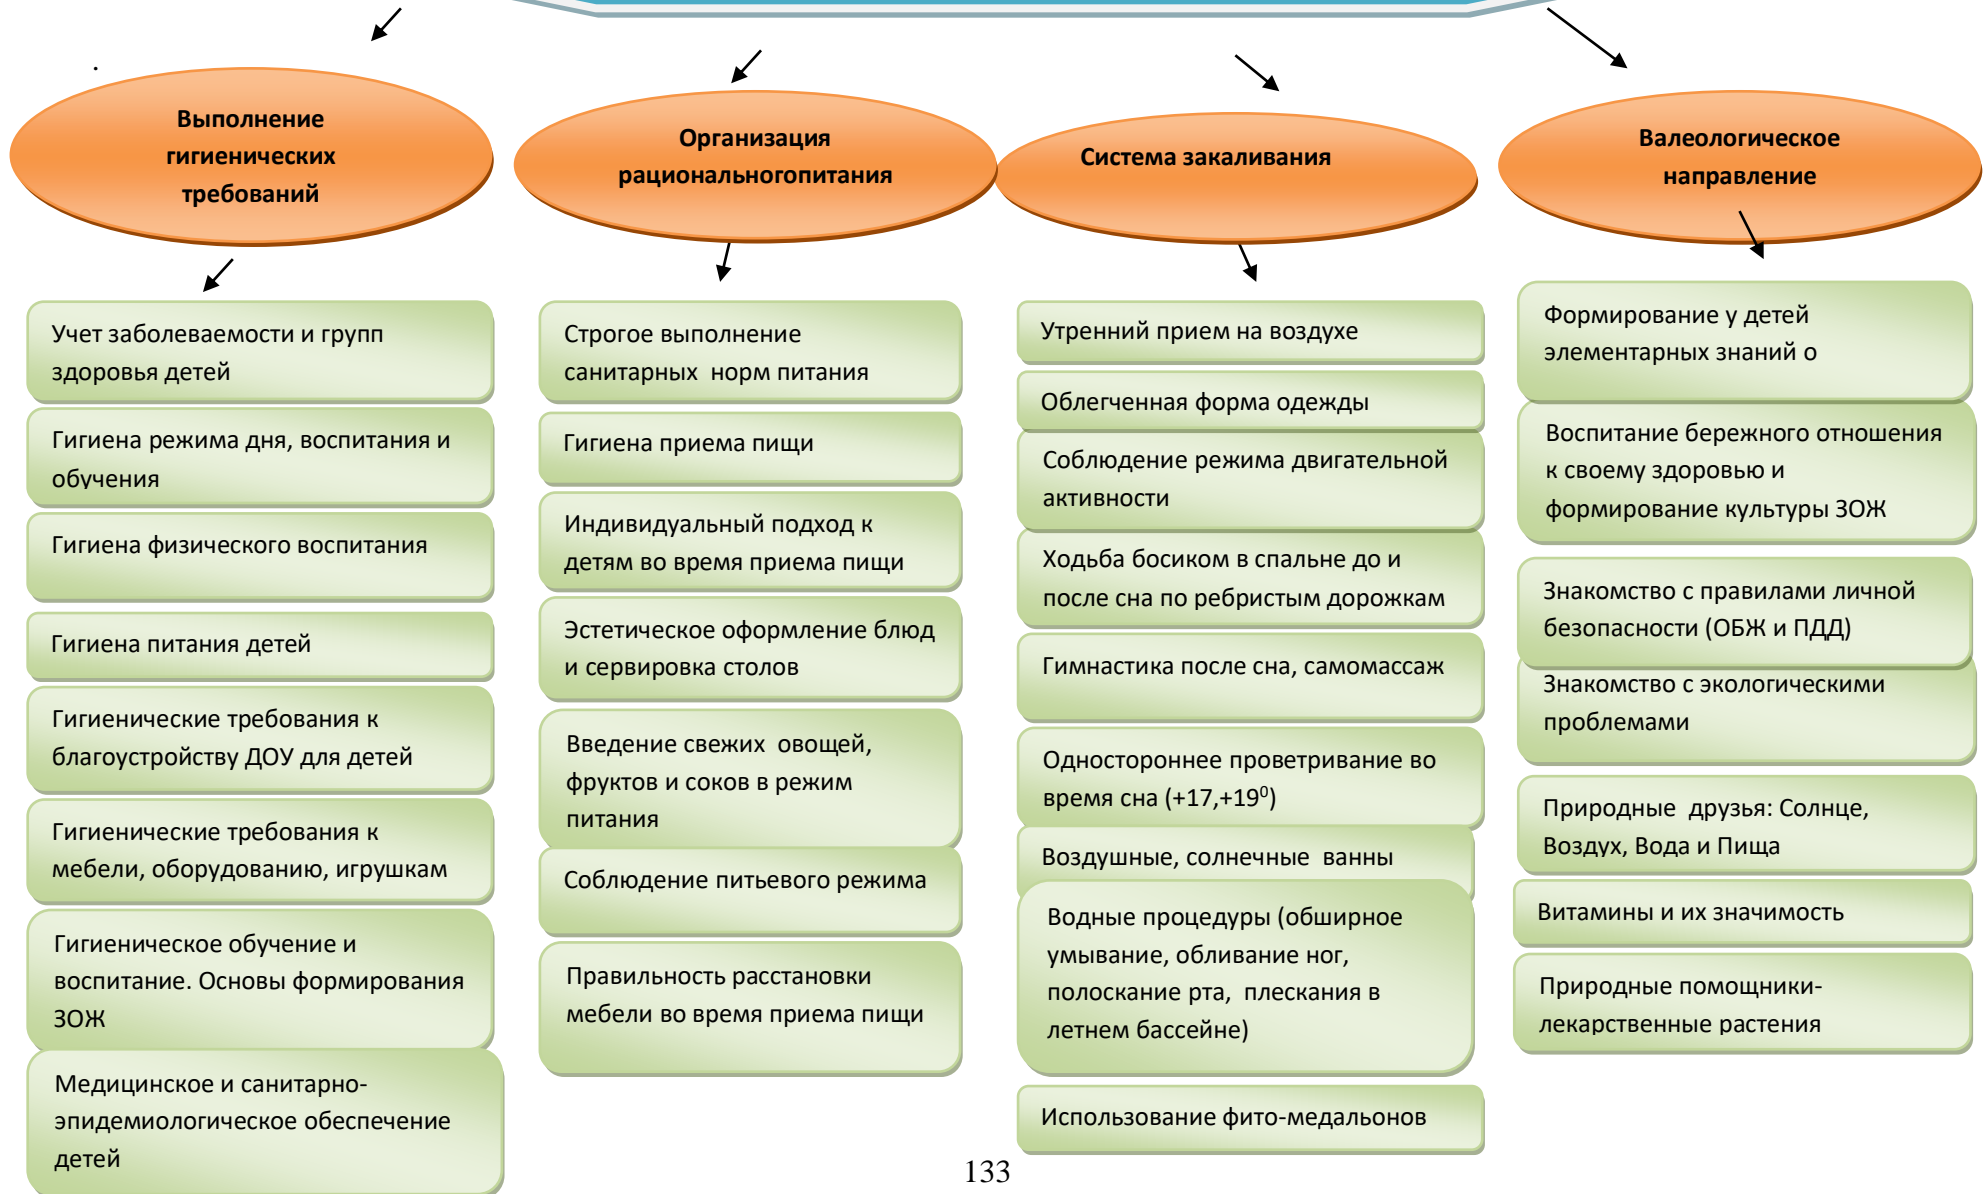 .
Выполнение
гигиенических
требований
Учет заболеваемости и групп
здоровья детей
Гигиена режима дня, воспитания и
обучения
Гигиена физического воспитания
Гигиена питания детей
Гигиенические требования к
благоустройству ДОУ для детей
Гигиенические требования к
мебели, оборудованию, игрушкам
Гигиеническое обучение и
воспитание. Основы формирования
ЗОЖ
Медицинское и санитарно-
эпидемиологическое обеспечение
детей
Организация
рациональногопитания
Строгое выполнение
санитарных  норм питания
Гигиена приема пищи
Индивидуальный подход к
детям во время приема пищи
Эстетическое оформление блюд
и сервировка столов
Введение свежих  овощей,
фруктов и соков в режим
питания
Соблюдение питьевого режима
Правильность расстановки
мебели во время приема пищи
Система закаливания
Утренний прием на воздухе
Облегченная форма одежды
Соблюдение режима двигательной
активности
Ходьба босиком в спальне до и
после сна по ребристым дорожкам
Гимнастика после сна, самомассаж
Одностороннее проветривание во
время сна (+17,+19⁰)
Воздушные, солнечные  ванны
Водные процедуры (обширное
умывание, обливание ног,
полоскание рта,  плескания в
летнем бассейне)
Использование фито-медальонов
Валеологическое
направление
Формирование у детей
элементарных знаний о
Воспитание бережного отношения
к своему здоровью и
формирование культуры ЗОЖ
Знакомство с правилами личной
безопасности (ОБЖ и ПДД)
Знакомство с экологическими
проблемами
Природные  друзья: Солнце,
Воздух, Вода и Пища
Витамины и их значимость
Природные помощники-
лекарственные растения
133